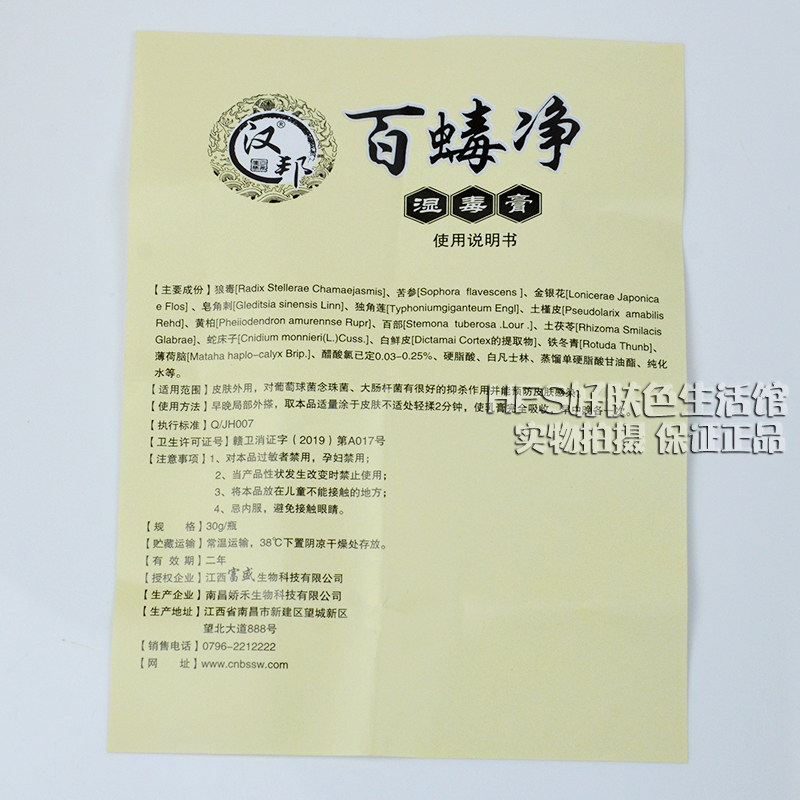 汉邦®
百螨净
湿毒膏
使用说明书
【主要成份】狼毒[Radix Stellerae Chamaejasmis]、苦参[Sophora flavescens ]、金银花[Lonicerae Japonica
e Flos] 、皂角刺[Gleditsia sinensis Linn]、独角莲[Typhoniumgiganteum Engl]、土槿皮[Pseudolarix amabilis
Rehd]、黄柏[Pheiiodendron amurennse Rupr]、百部[Stemona tuberosa .Lour .]、土茯苓[Rhizoma Smilacis
Glabrae]、蛇床子[Cnidium monnieri(L.)Cuss.]、白鲜皮[Dictamai Cortex的提取物]、铁冬青[Rotuda Thunb]、
薄荷脑[Mataha haplo-calyx Brip.]、醋酸氯已定0.03-0.25%、硬脂酸、白凡士林、蒸馏单硬脂酸甘油酯、纯化
水等。
【适用范围】皮肤外用，对葡萄球菌念珠菌、大肠杆菌有很好的抑杀作用并能预防皮肤感染
【使用方法】早晚局部外搽，取本品适量涂于皮肤不适处轻揉2分钟，使乳膏完全吸收
HFS好肤色生活馆
实物拍摄 保证正品
【执行标准】Q/JH007
【卫生许可证号】赣卫消证字（2019）第A017号
【注意事项】1、对本品过敏者禁用，孕妇禁用；
2、当产品性状发生改变时禁止使用；
3、将本品放在儿童不能接触的地方；
4、忌内服，避免接触眼睛。
【规 格】30g/瓶
【贮藏运输】常温运输，38℃下置阴凉干燥处存放。
【有 效 期】二年
【授权企业】江西富盛生物科技有限公司
【生产企业】南昌娇禾生物科技有限公司
【生产地址】江西省南昌市新建区望城新区
望北大道888号
【销售电话】0796-2212222
【网 址】www.cnbssw.com